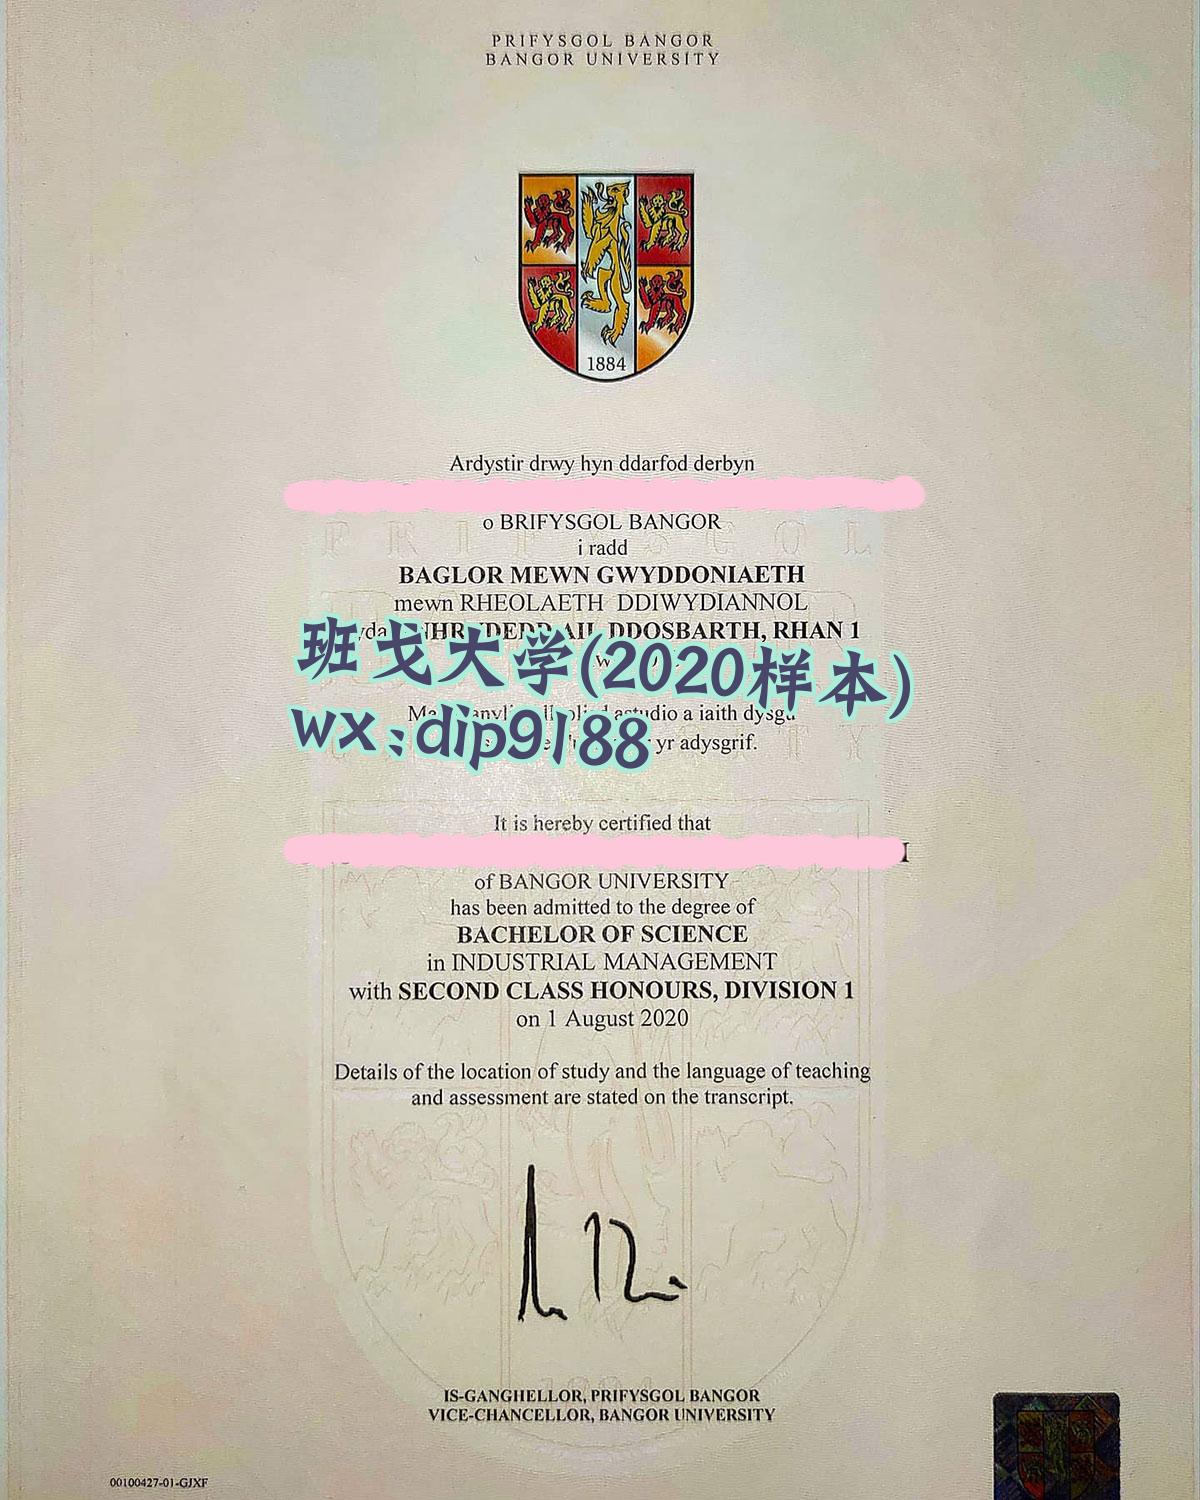 PRIFYSGOL BANGOR
BANGOR UNIVERSITY
1884
Ardystir drwy hyn ddarfod derbyn
o BRIFYSGOL BANGOR
i radd
BAGLOR MEWN GWYDDONIAETH
mewn RHEOLAETH DDIWYDIANNOL
DDOSBARTH, RHAN 1
班戈大学(2020样本)
astudio a iaith dysgu
wx:dip9188
yr adysgrif.
It is hereby certified that
of BANGOR UNIVERSITY
has been admitted to the degree of
BACHELOR OF SCIENCE
in INDUSTRIAL MANAGEMENT
with SECOND CLASS HONOURS, DIVISION 1
on 1 August 2020
Details of the location of study and the language of teaching
and assessment are stated on the transcript.
IS-GANGHELLOR, PRIFYSGOL BANGOR
VICE-CHANCELLOR, BANGOR UNIVERSITY
00100427-01-GJXF